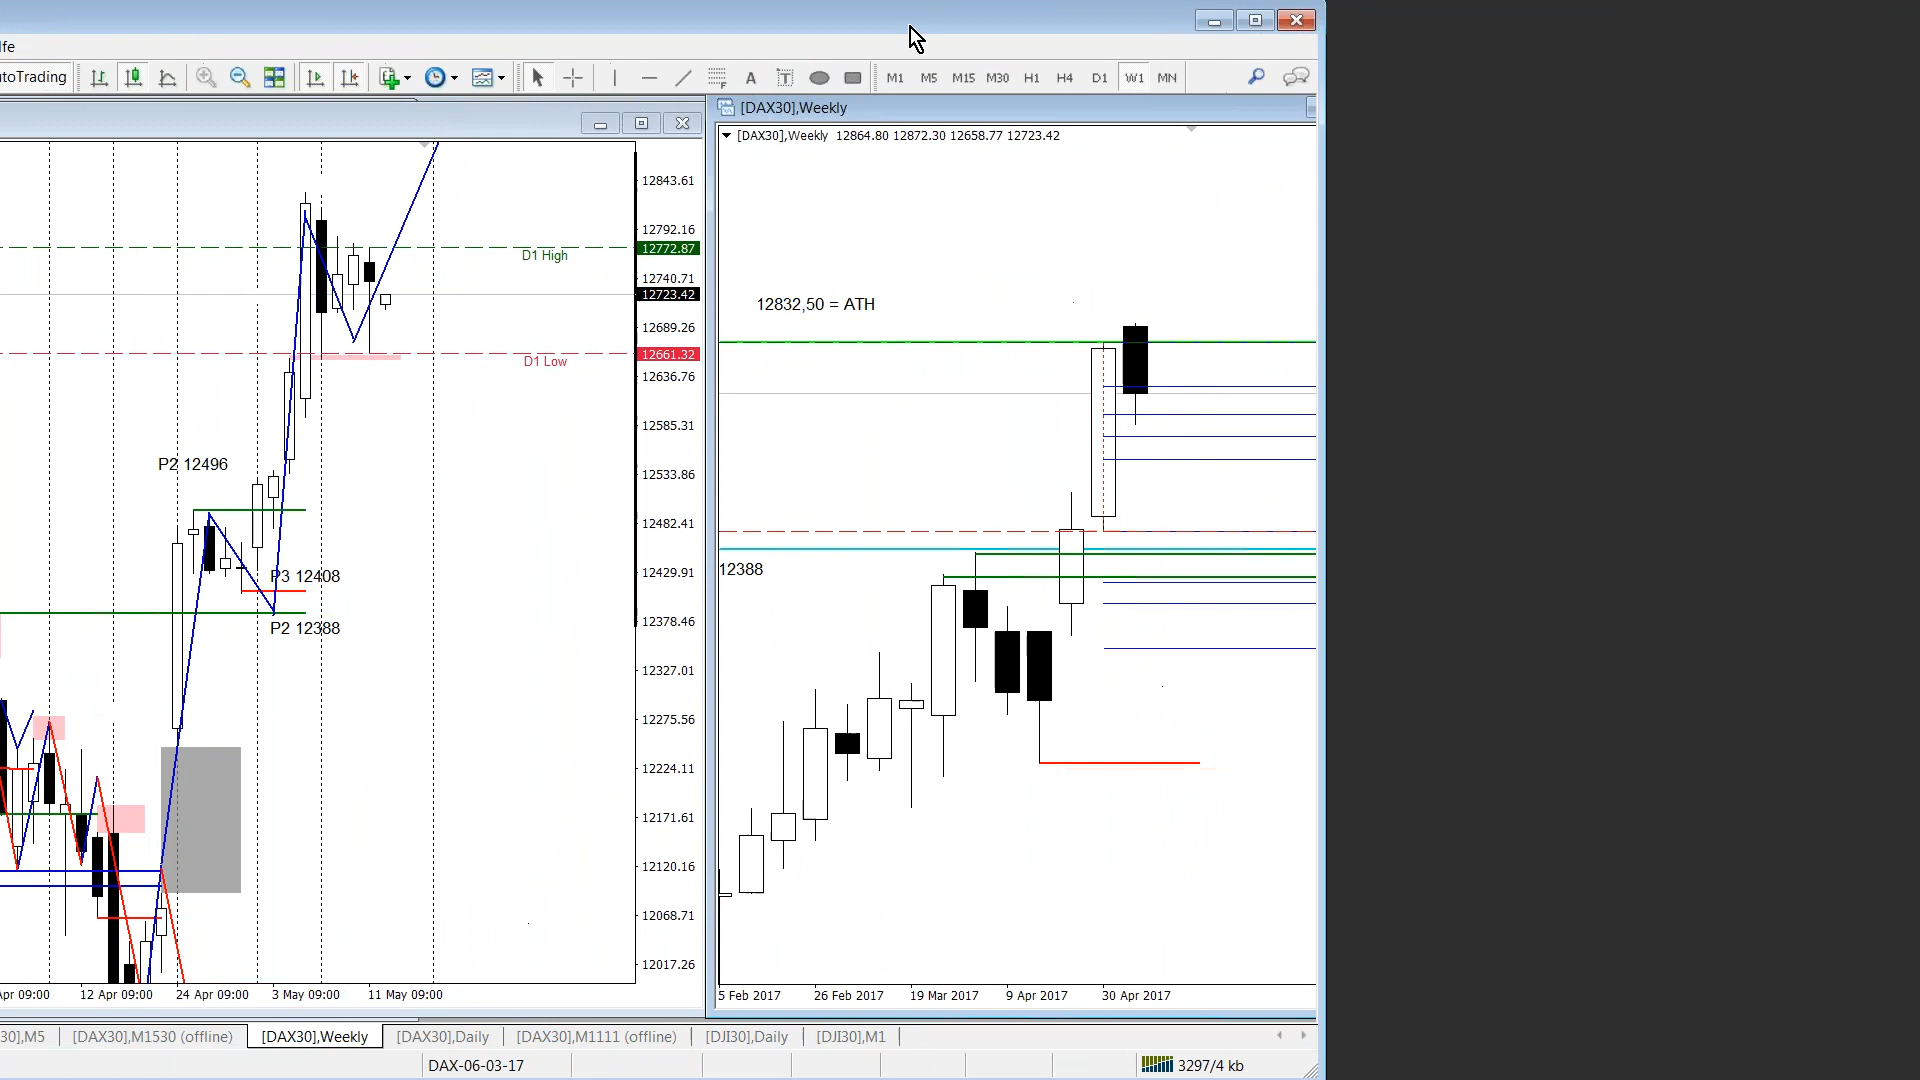 lfe
utoTrading
M1 M5 M15 M30 H1 H4 D1 W1 MN
[DAX30],Weekly
[DAX30],Weekly 12864.80 12872.30 12658.77 12723.42
12843.61
12792.16
12772.87
D1 High
12740.71
12723.42
12689.26
12661.32
D1 Low
12636.76
12585.31
12533.86
12482.41
12429.91
12378.46
12327.01
12275.56
12224.11
12171.61
12120.16
12068.71
12017.26
P2 12496
P3 12408
P2 12388
pr 09:00 12 Apr 09:00 24 Apr 09:00 3 May 09:00 11 May 09:00
12832,50 = ATH
12388
5 Feb 2017 26 Feb 2017 19 Mar 2017 9 Apr 2017 30 Apr 2017
30],M5 [DAX30],M1530 (offline) [DAX30],Weekly [DAX30],Daily [DAX30],M1111 (offline) [DJI30],Daily [DJI30],M1
DAX-06-03-17
3297/4 kb